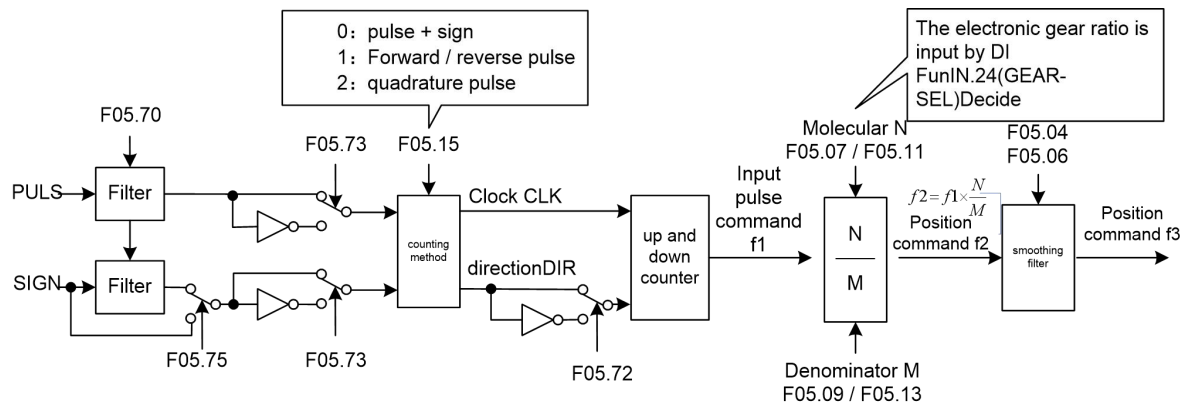 0：pulse + sign
1：Forward / reverse pulse
2：quadrature pulse
The electronic gear ratio is
input by DI
FunIN.24(GEAR-
SEL)Decide
F05.70
F05.73
F05.15
Molecular N
F05.07 / F05.11
F05.04
F05.06
PULS
Filter
Clock CLK
Input
pulse
command
f1
f2 = f1 × N/M
Position
command f2
Position
command f3
counting
method
up and
down
counter
N
M
smoothing
filter
SIGN
Filter
directionDIR
F05.75
F05.73
F05.72
Denominator M
F05.09 / F05.13